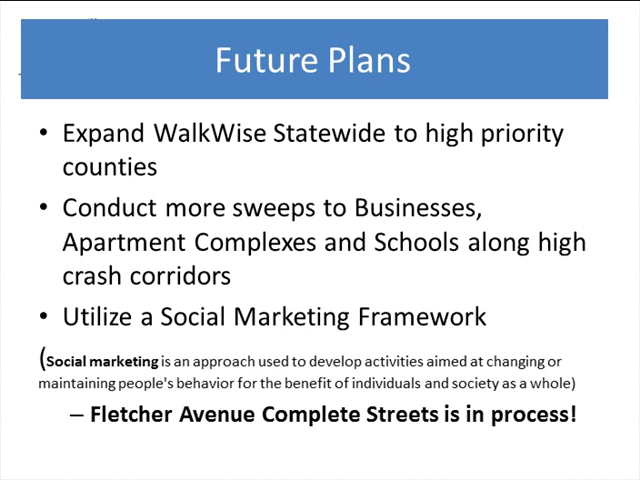 Future Plans
• Expand WalkWise Statewide to high priority
counties
• Conduct more sweeps to Businesses,
Apartment Complexes and Schools along high
crash corridors
• Utilize a Social Marketing Framework
(Social marketing is an approach used to develop activities aimed at changing or
maintaining people's behavior for the benefit of individuals and society as a whole)
– Fletcher Avenue Complete Streets is in process!